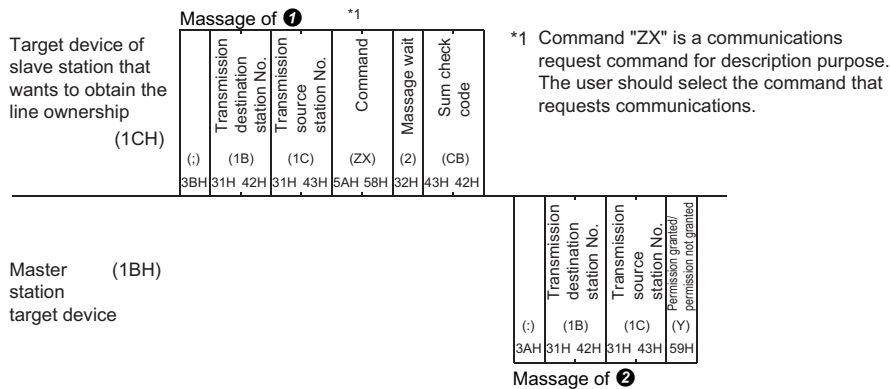 Massage of ❶
*1
Target device of
slave station that
wants to obtain the
line ownership
(1CH)
Transmission
destination
station No.
Transmission
source
station No.
Command
Massage wait
Sum check
code
(;)
(1B)
(1C)
(ZX)
(2)
(CB)
3BH
31H 42H
31H 43H
5AH 58H
32H
43H 42H
*1 Command "ZX" is a communications
request command for description purpose.
The user should select the command that
requests communications.
Master (1BH)
station
target device
Transmission
destination
station No.
Transmission
source
station No.
Permission granted/
permission not granted
(:)
(1B)
(1C)
(Y)
3AH
31H 42H
31H 43H
59H
Massage of ❷